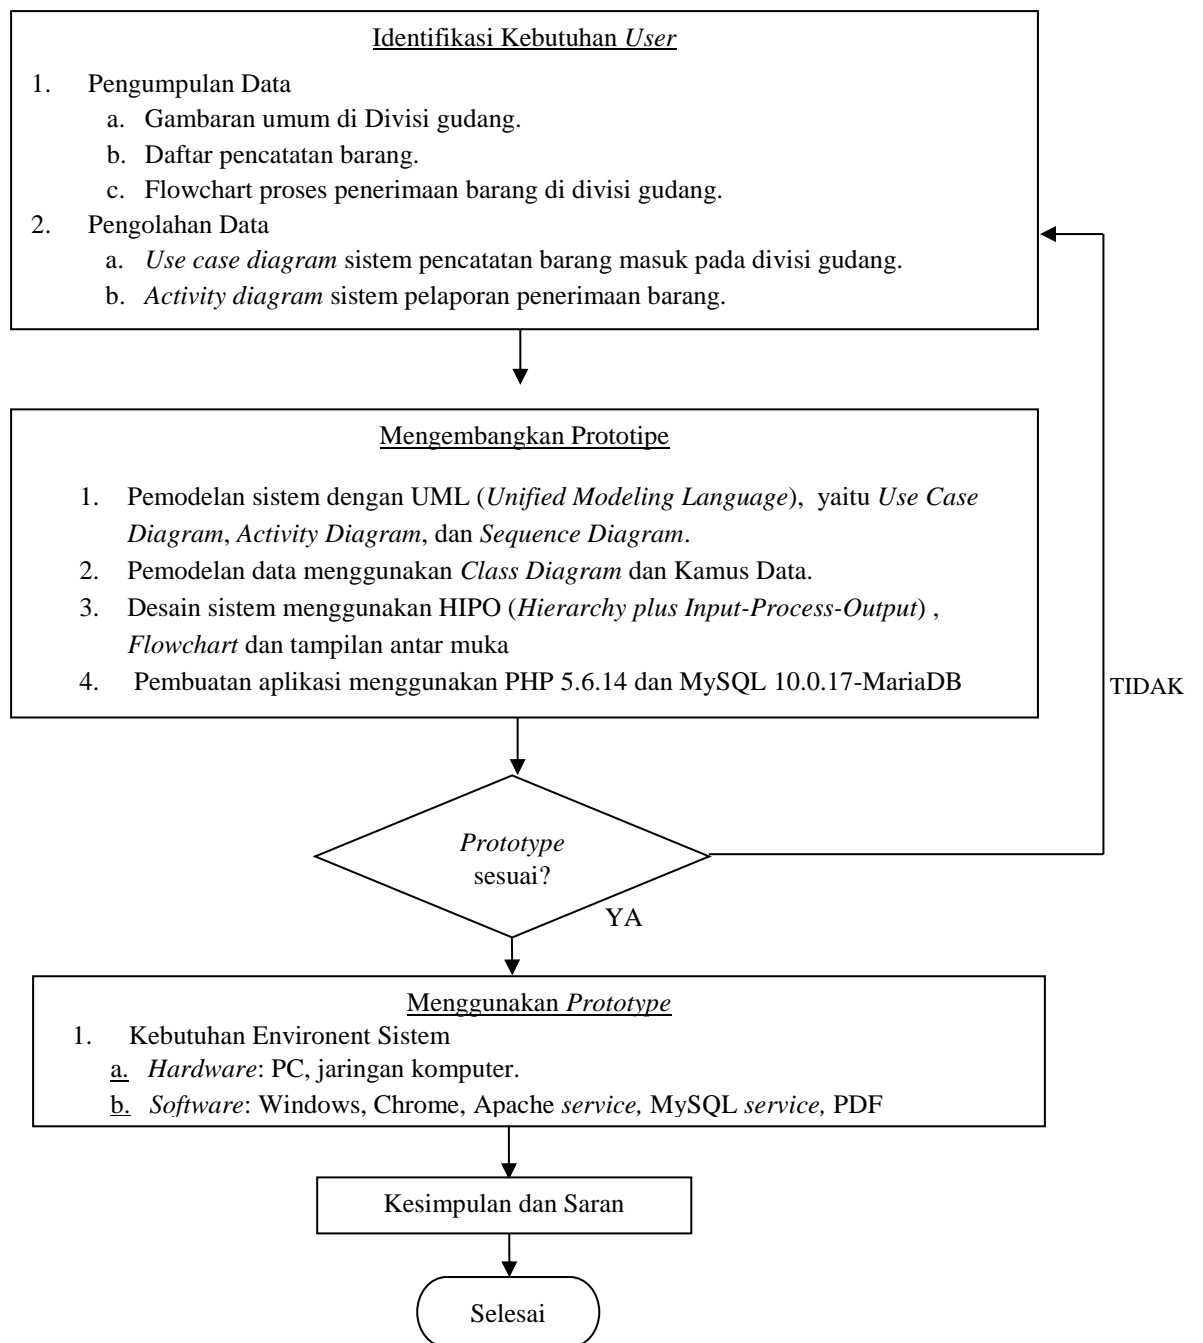 Identifikasi Kebutuhan User
1. Pengumpulan Data
a. Gambaran umum di Divisi gudang.
b. Daftar pencatatan barang.
c. Flowchart proses penerimaan barang di divisi gudang.
2. Pengolahan Data
a. Use case diagram sistem pencatatan barang masuk pada divisi gudang.
b. Activity diagram sistem pelaporan penerimaan barang.
Mengembangkan Prototipe
1. Pemodelan sistem dengan UML (Unified Modeling Language), yaitu Use Case
Diagram, Activity Diagram, dan Sequence Diagram.
2. Pemodelan data menggunakan Class Diagram dan Kamus Data.
3. Desain sistem menggunakan HIPO (Hierarchy plus Input-Process-Output) ,
Flowchart dan tampilan antar muka
4. Pembuatan aplikasi menggunakan PHP 5.6.14 dan MySQL 10.0.17-MariaDB
TIDAK
Prototype
sesuai?
YA
Menggunakan Prototype
1. Kebutuhan Environent Sistem
a. Hardware: PC, jaringan komputer.
b. Software: Windows, Chrome, Apache service, MySQL service, PDF
Kesimpulan dan Saran
Selesai